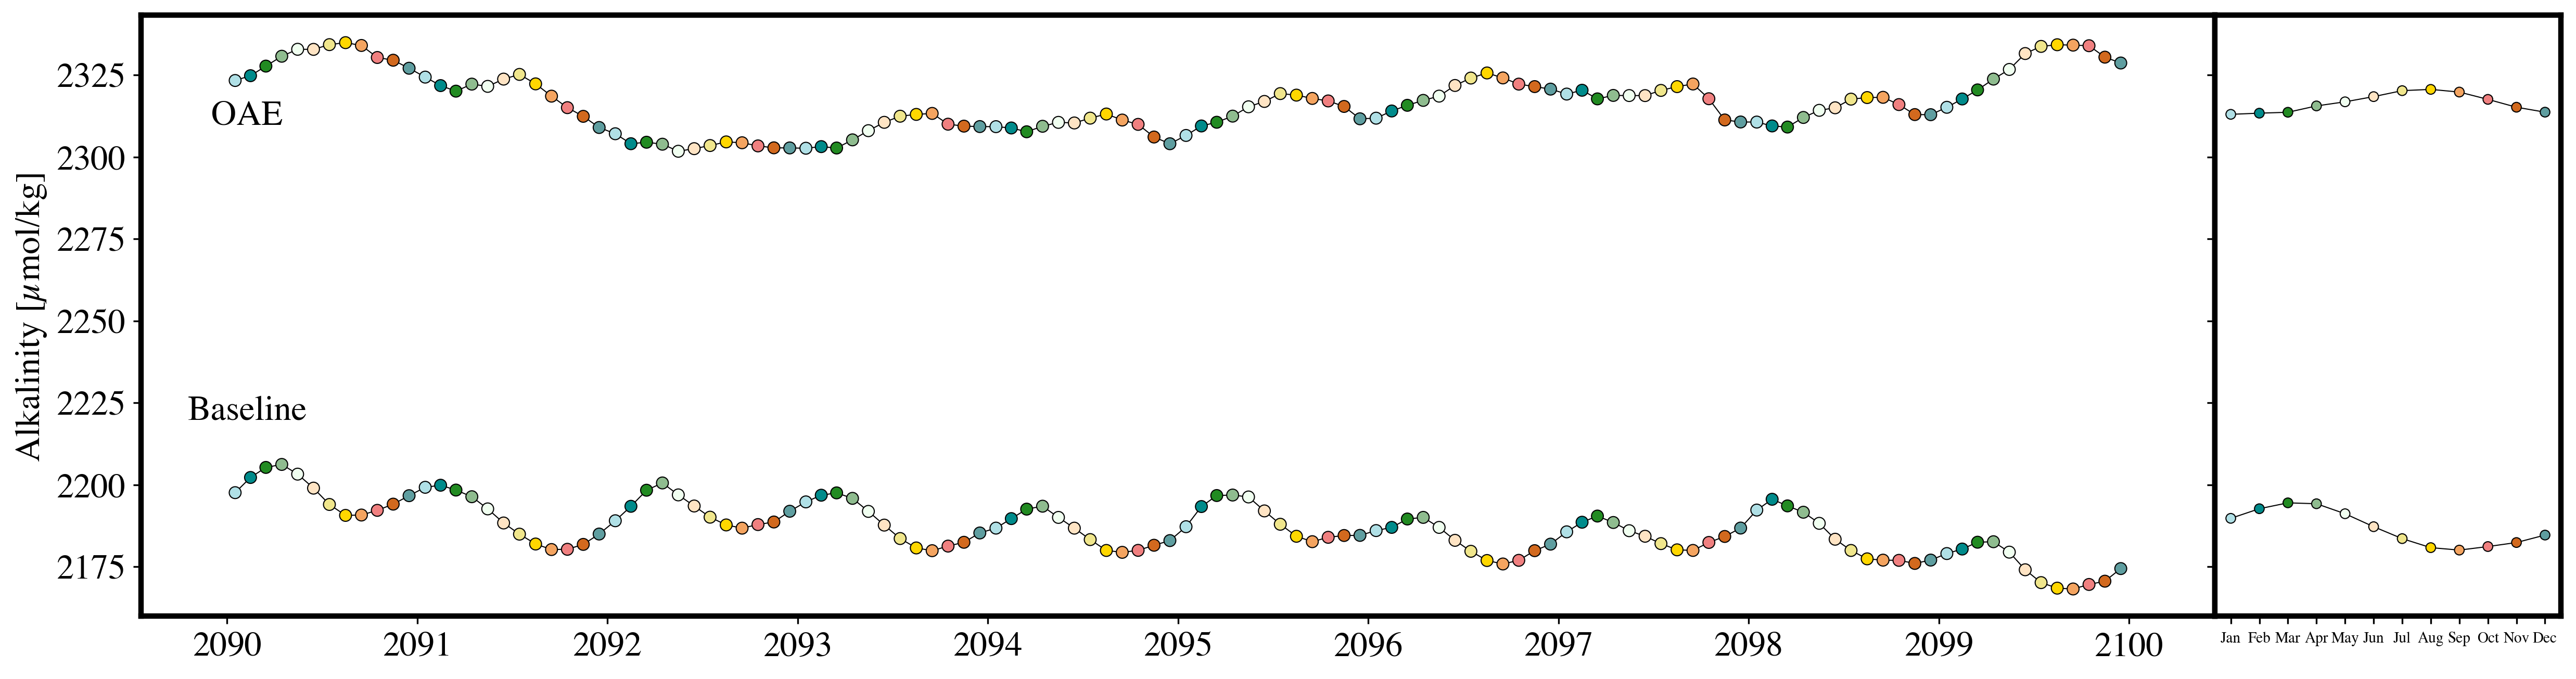 Alkalinity [μmol/kg]
2325
2300
2275
2250
2225
2200
2175
OAE
Baseline
2090 2091 2092 2093 2094 2095 2096 2097 2098 2099 2100
Jan Feb Mar Apr May Jun Jul Aug Sep Oct Nov Dec